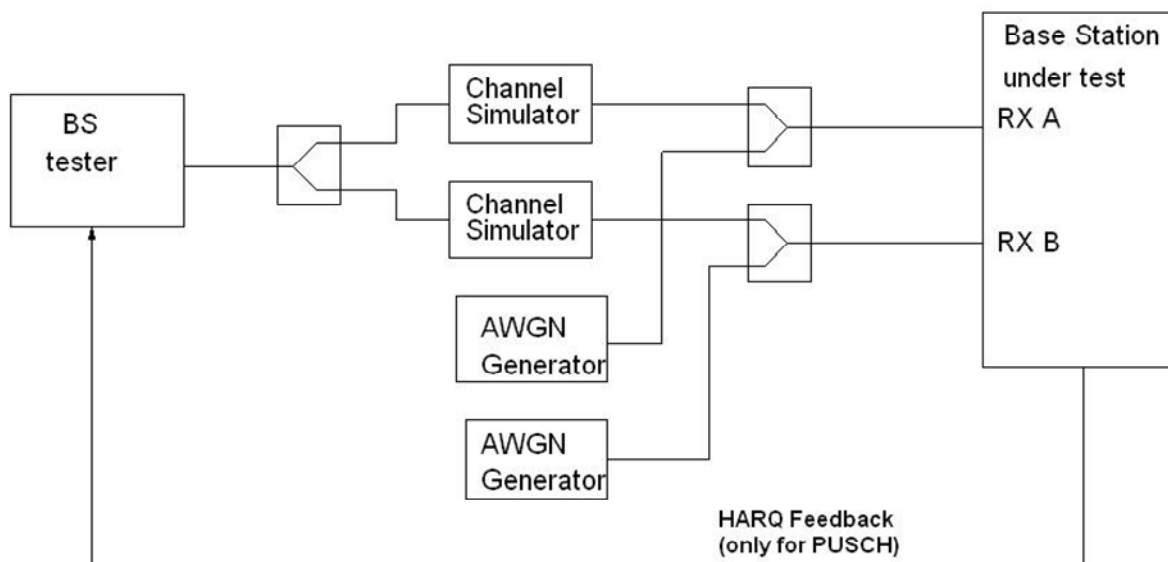 BS
tester
Channel
Simulator
Channel
Simulator
AWGN
Generator
AWGN
Generator
Base Station
under test
RX A
RX B
HARQ Feedback
(only for PUSCH)